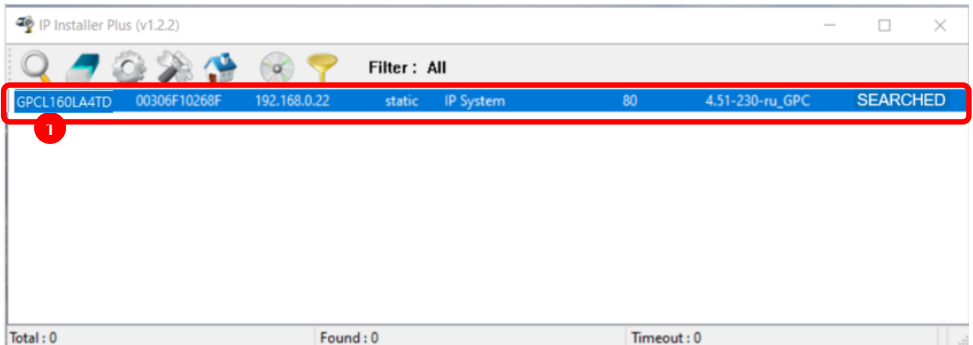 IP Installer Plus (v1.2.2)
Filter : All
GPCL160LA4TD 00306F10268F 192.168.0.22 static IP System 80 4.51-230-ru_GPC SEARCHED
1
Total : 0 Found : 0 Timeout : 0